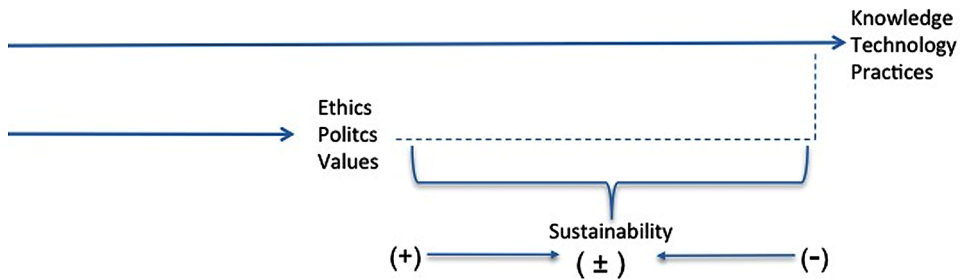 Knowledge
Technology
Practices
Ethics
Politcs
Values
Sustainability
(+) (±) (-)